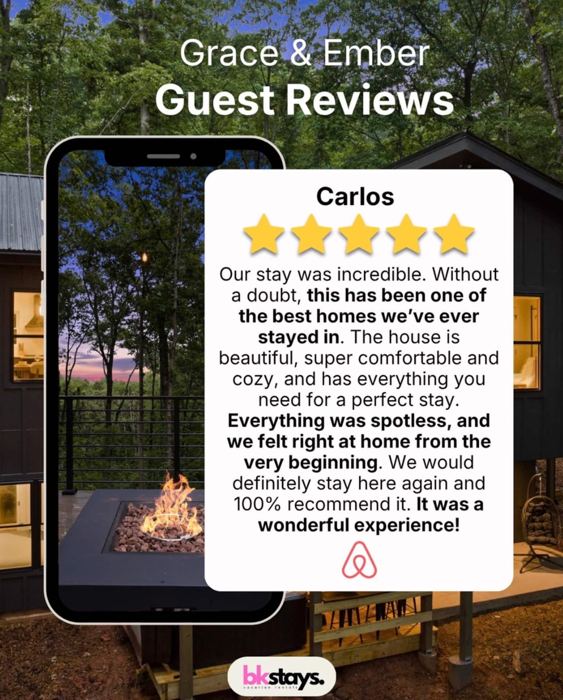 Grace & Ember
Guest Reviews
Carlos
Our stay was incredible. Without
a doubt, this has been one of
the best homes we've ever
stayed in. The house is
beautiful, super comfortable and
cozy, and has everything you
need for a perfect stay.
Everything was spotless, and
we felt right at home from the
very beginning. We would
definitely stay here again and
100% recommend it. It was a
wonderful experience!
bkstays.
vacation rentals